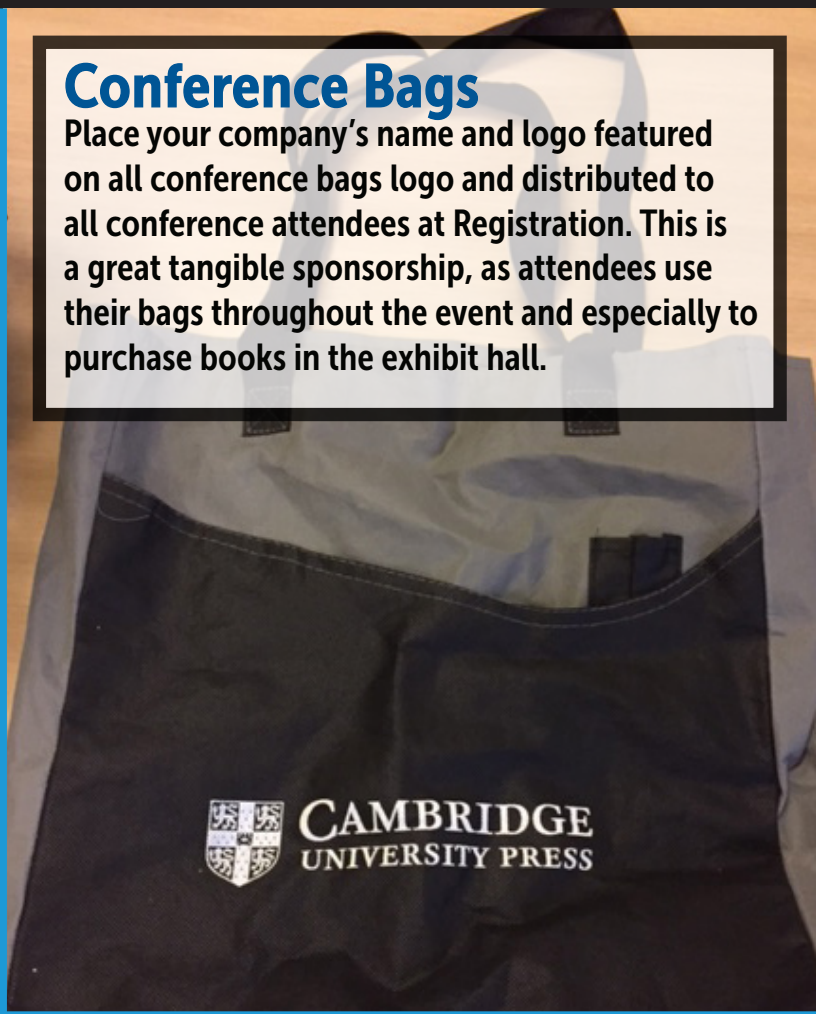 Conference Bags
Place your company's name and logo featured
on all conference bags logo and distributed to
all conference attendees at Registration. This is
a great tangible sponsorship, as attendees use
their bags throughout the event and especially to
purchase books in the exhibit hall.
CAMBRIDGE
UNIVERSITY PRESS